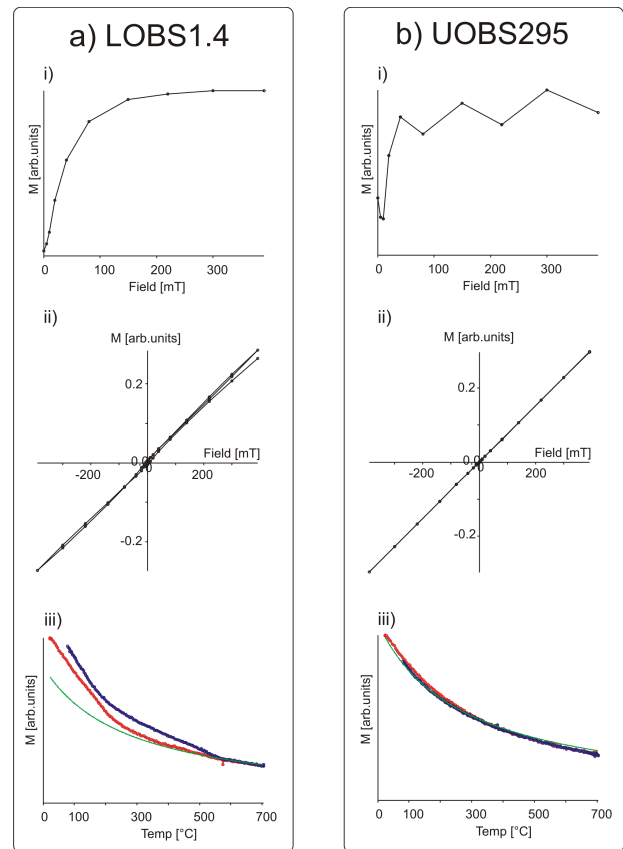 a) LOBS1.4
i)
M [arb.units]
0 100 200 300
Field [mT]
ii)
M [arb.units]
0.2
0.0
Field [mT]
-200 200
-0.2
iii)
M [arb.units]
0 100 300 500 700
Temp [°C]
b) UOBS295
i)
M [arb.units]
0 100 200 300
Field [mT]
ii)
M [arb.units]
0.2
0
Field [mT]
-200 200
-0.2
iii)
M [arb.units]
0 100 300 500 700
Temp [°C]